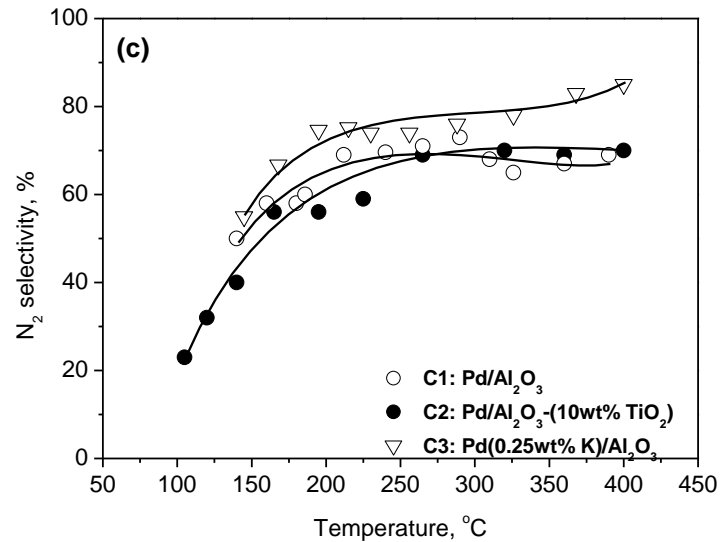 (c)
100
80
60
40
20
0
N₂ selectivity, %
C1: Pd/Al₂O₃
C2: Pd/Al₂O₃-(10wt% TiO₂)
C3: Pd(0.25wt% K)/Al₂O₃
50 100 150 200 250 300 350 400 450
Temperature, °C